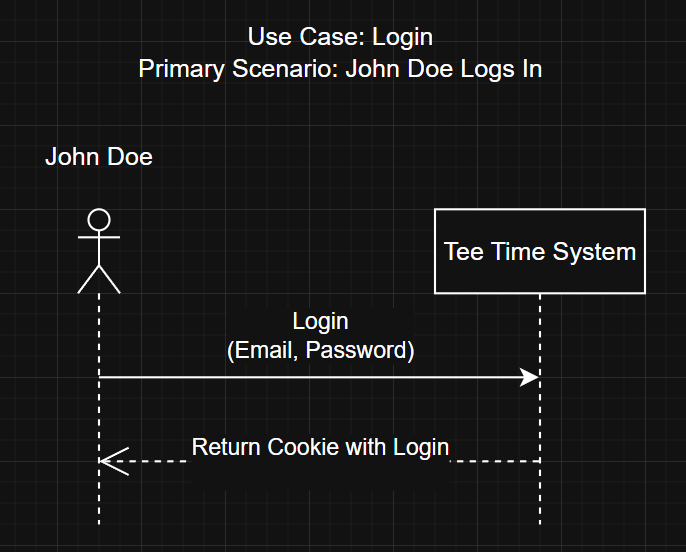 Use Case: Login
Primary Scenario: John Doe Logs In
John Doe
Tee Time System
Login
(Email, Password)
Return Cookie with Login